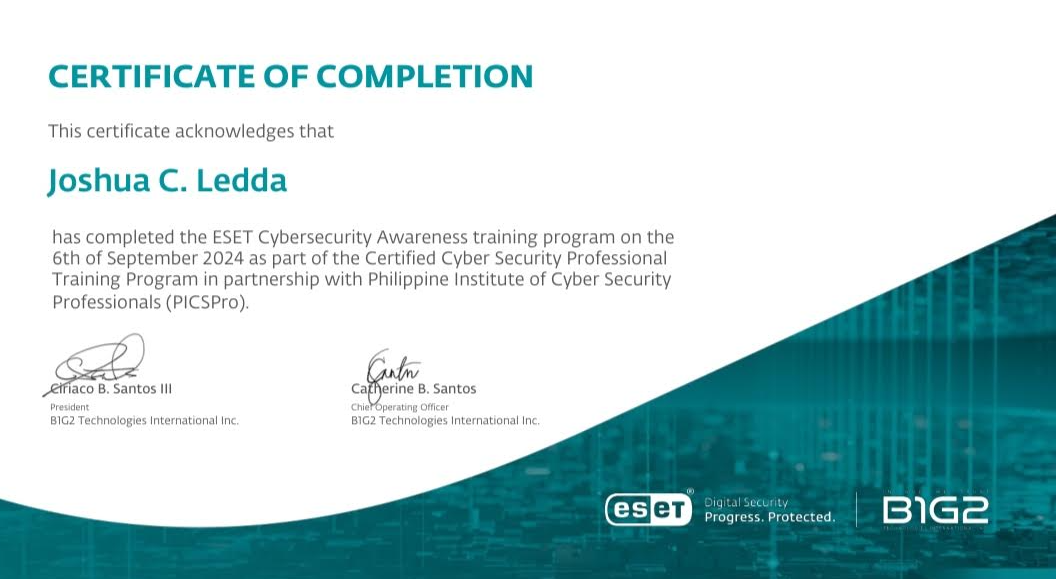 CERTIFICATE OF COMPLETION
This certificate acknowledges that
Joshua C. Ledda
has completed the ESET Cybersecurity Awareness training program on the
6th of September 2024 as part of the Certified Cyber Security Professional
Training Program in partnership with Philippine Institute of Cyber Security
Professionals (PICSPro).
Ciriaco B. Santos III
President
B1G2 Technologies International Inc.
Catherine B. Santos
Chief Operating Officer
B1G2 Technologies International Inc.
eseT®
Digital Security
Progress. Protected.
B1G2